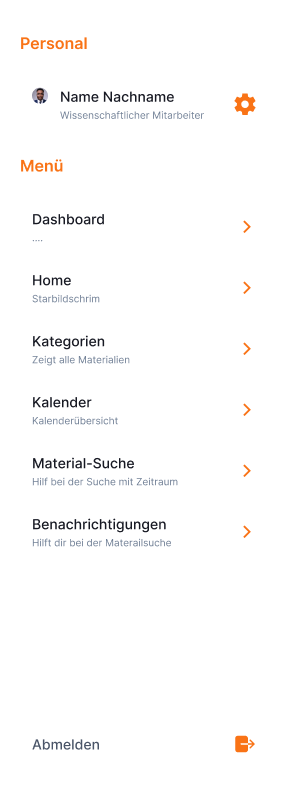 Personal
Name Nachname
Wissenschaftlicher Mitarbeiter
Menü
Dashboard
....
Home
Starbildschrim
Kategorien
Zeigt alle Materialien
Kalender
Kalenderübersicht
Material-Suche
Hilf bei der Suche mit Zeitraum
Benachrichtigungen
Hilft dir bei der Materailsuche
Abmelden